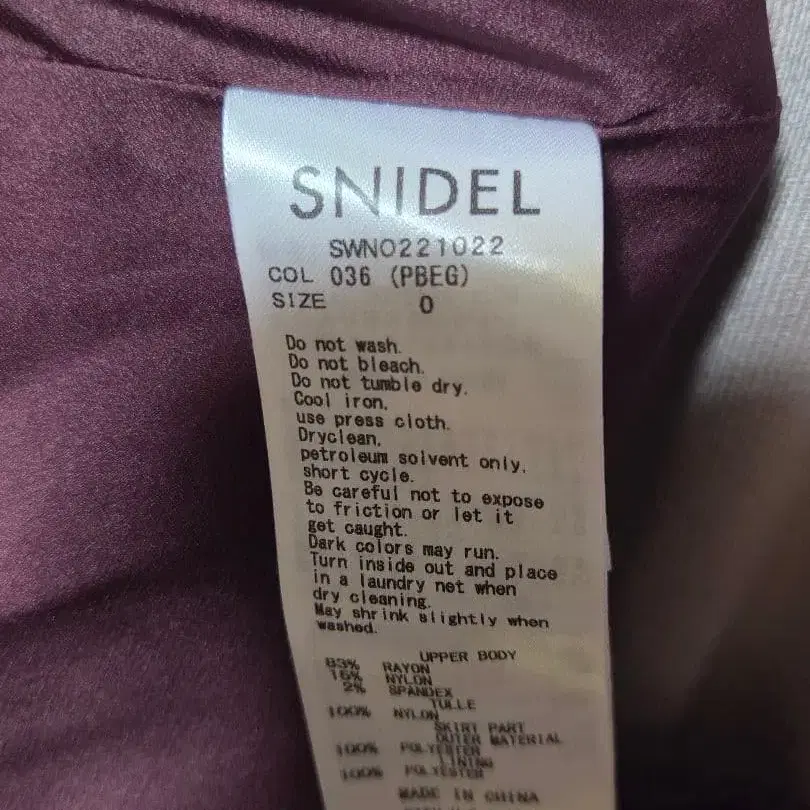 SNIDEL
SWNO221022
COL 036 (PBEG)
SIZE 0
Do not wash.
Do not bleach.
Do not tumble dry.
Cool iron,
use press cloth.
Dryclean,
petroleum solvent only,
short cycle.
Be careful not to expose
to friction or let it
get caught.
Dark colors may run.
Turn inside out and place
in a laundry net when
dry cleaning.
May shrink slightly when
washed.
UPPER BODY
83% RAYON
15% NYLON
2% SPANDEX
TULLE
100% NYLON
SKIRT PART
OUTER MATERIAL
100% POLYESTER
LINING
100% POLYESTER
MADE IN CHINA